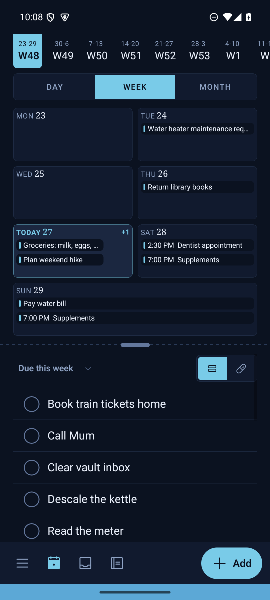 10:08
23-29 30-6 7-13 14-20 21-27 28-3 4-10 11-1
W48 W49 W50 W51 W52 W53 W1 W
DAY WEEK MONTH
MON 23
TUE 24
Water heater maintenance req…
WED 25
THU 26
Return library books
TODAY 27 +1
Groceries: milk, eggs, …
Plan weekend hike
SAT 28
2:30 PM Dentist appointment
7:00 PM Supplements
SUN 29
Pay water bill
7:00 PM Supplements
Due this week
Book train tickets home
Call Mum
Clear vault inbox
Descale the kettle
Read the meter
Add